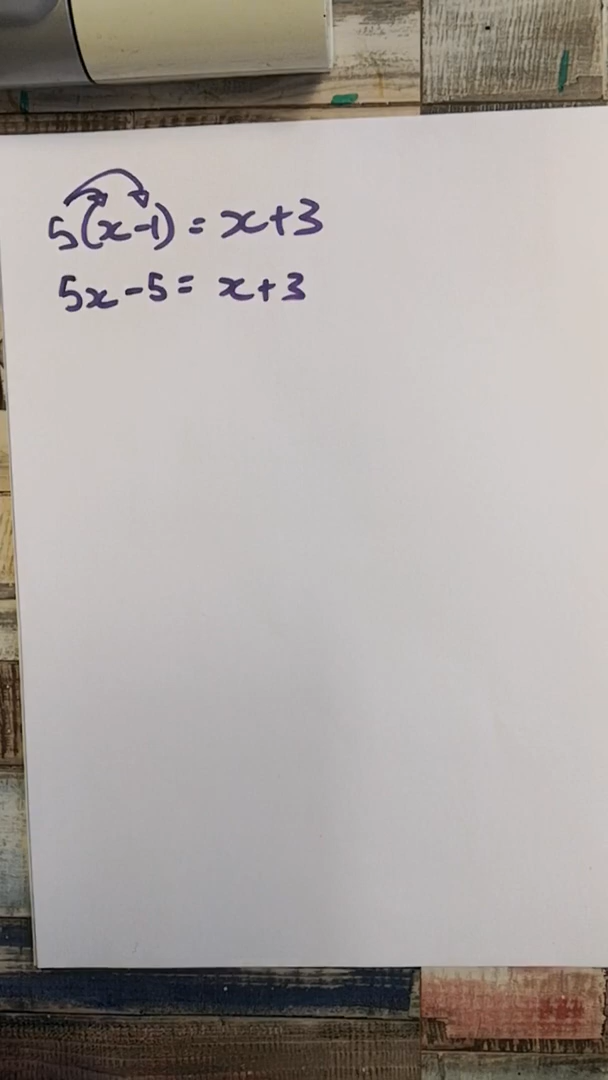 5(x-1) = x+3
5x-5 = x+3